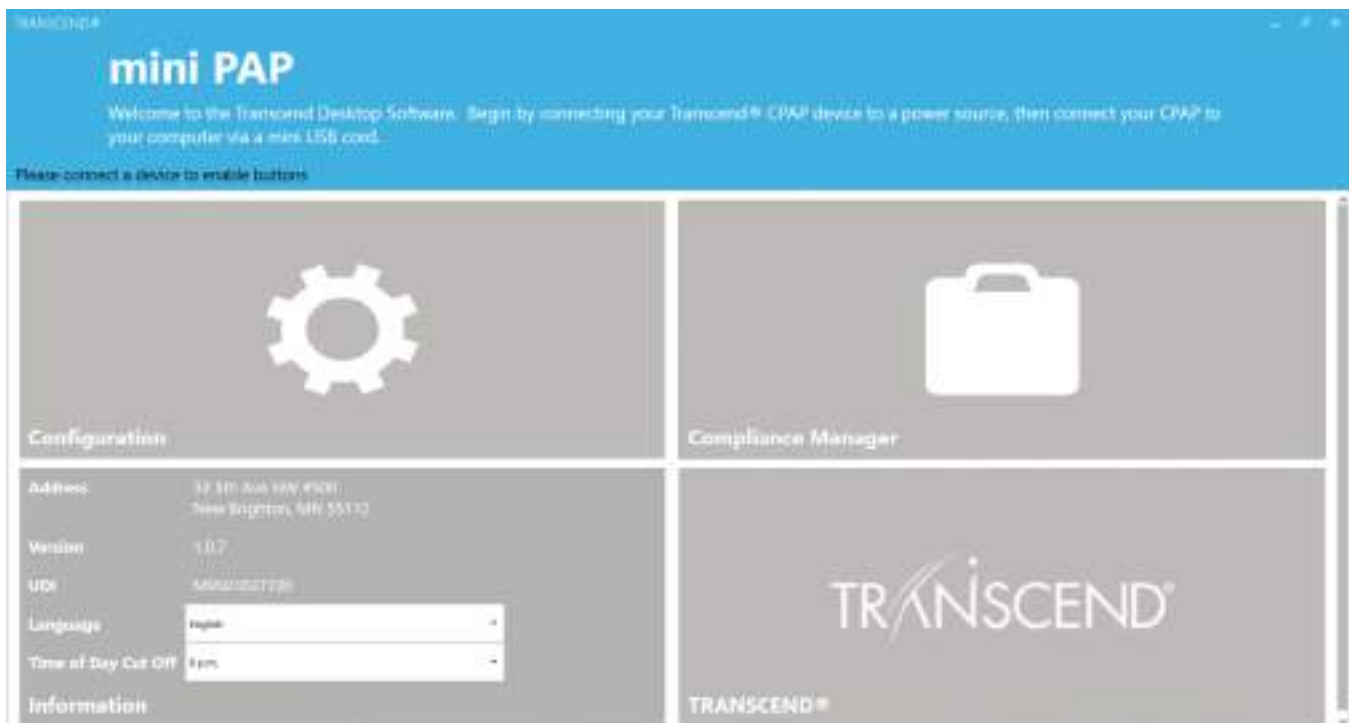 TRANSCEND®
mini PAP
Welcome to the Transcend Desktop Software. Begin by connecting your Transcend® CPAP device to a power source, then connect your CPAP to
your computer via a mini USB cord.
Please connect a device to enable buttons
Configuration
Compliance Manager
Address
New Brighton, MN 55112
Version 1.0.7
UDI
Language English
Time of Day Cut Off
Information
TRANSCEND®
TRANSCEND®